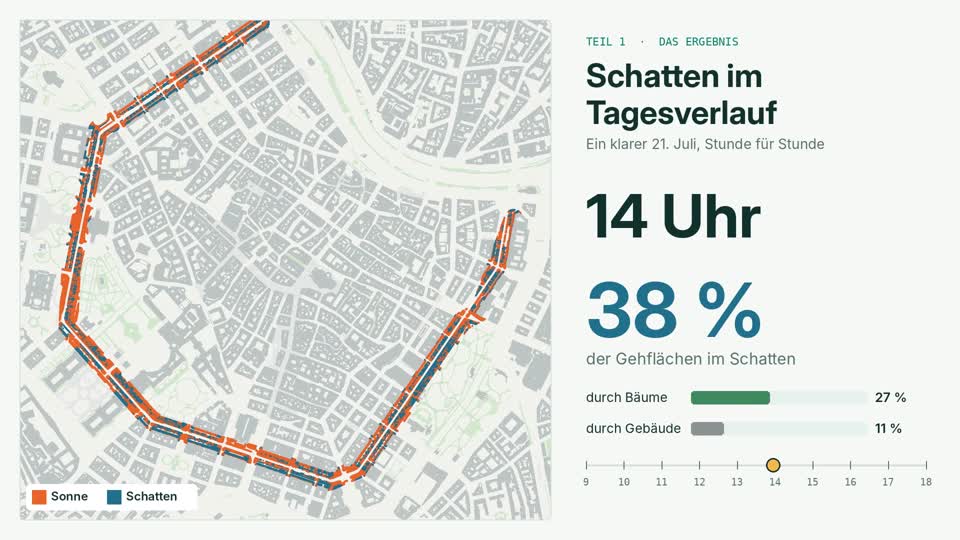 TEIL 1 · DAS ERGEBNIS
Schatten im
Tagesverlauf
Ein klarer 21. Juli, Stunde für Stunde
14 Uhr
38 %
der Gehflächen im Schatten
durch Bäume 27 %
durch Gebäude 11 %
9 10 11 12 13 14 15 16 17 18
Sonne Schatten